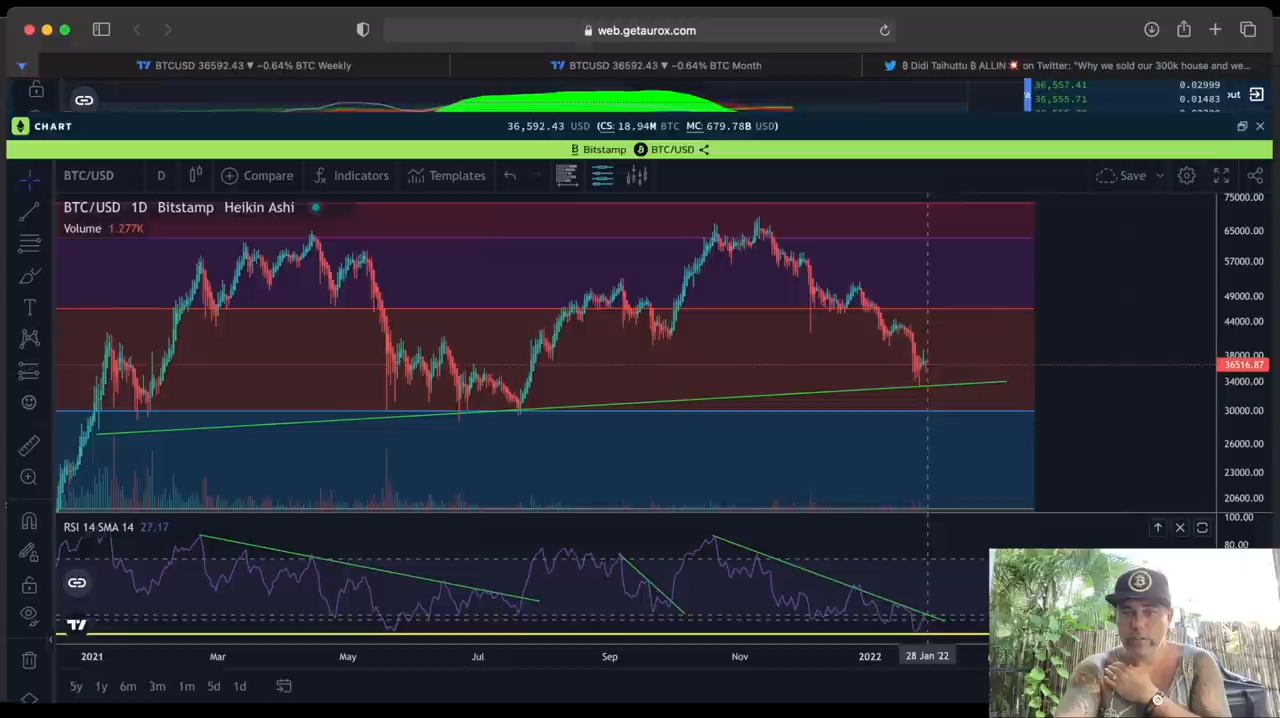 web.getaurox.com
BTCUSD 36592.43 ▼ −0.64% BTC Weekly
BTCUSD 36592.43 ▼ −0.64% BTC Month
B Didi Taihuttu B ALLIN 💥 on Twitter: "Why we sold our 300k house and we...
36,557.41 0.02999
36,555.71 0.01483
out
CHART
36,592.43 USD (CS: 18.94M BTC MC: 679.78B USD)
Bitstamp BTC/USD
BTC/USD D Compare Indicators Templates Save
BTC/USD 1D Bitstamp Heikin Ashi
Volume 1.277K
75000.00
65000.00
57000.00
49000.00
44000.00
38000.00
36516.87
34000.00
30000.00
26000.00
23000.00
20600.00
RSI 14 SMA 14 27.17
100.00
80.00
2021 Mar May Jul Sep Nov 2022 28 Jan '22
5y 1y 6m 3m 1m 5d 1d